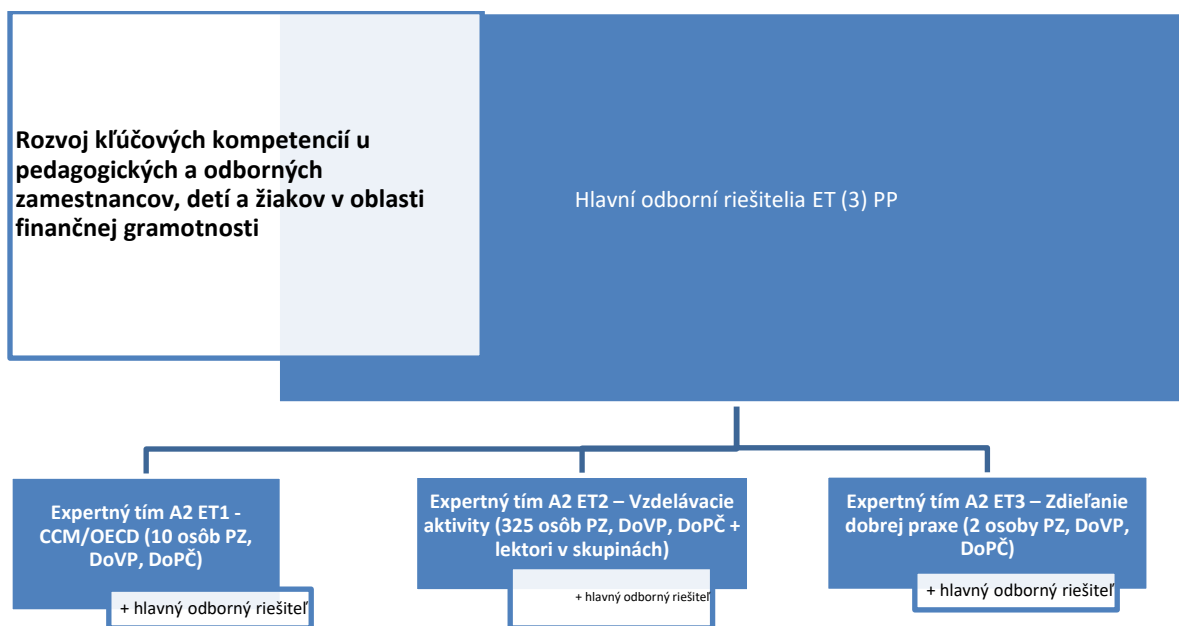 Rozvoj kľúčových kompetencií u
pedagogických a odborných
zamestnancov, detí a žiakov v oblasti
finančnej gramotnosti
Hlavní odborní riešitelia ET (3) PP
Expertný tím A2 ET1 -
CCM/OECD (10 osôb PZ,
DoVP, DoPČ)
+ hlavný odborný riešiteľ
Expertný tím A2 ET2 – Vzdelávacie
aktivity (325 osôb PZ, DoVP, DoPČ +
lektori v skupinách)
+ hlavný odborný riešiteľ
Expertný tím A2 ET3 – Zdieľanie
dobrej praxe (2 osoby PZ, DoVP,
DoPČ)
+ hlavný odborný riešiteľ